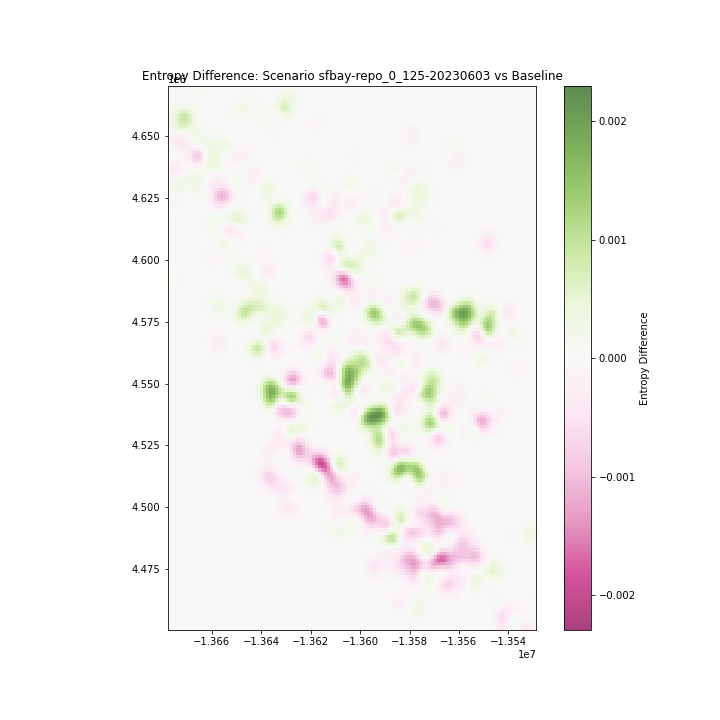 Entropy Difference: Scenario sfbay-repo_0_125-20230603 vs Baseline
1e6
4.650
4.625
4.600
4.575
4.550
4.525
4.500
4.475
−1.366 −1.364 −1.362 −1.360 −1.358 −1.356 −1.354
1e7
0.002
0.001
0.000
−0.001
−0.002
Entropy Difference